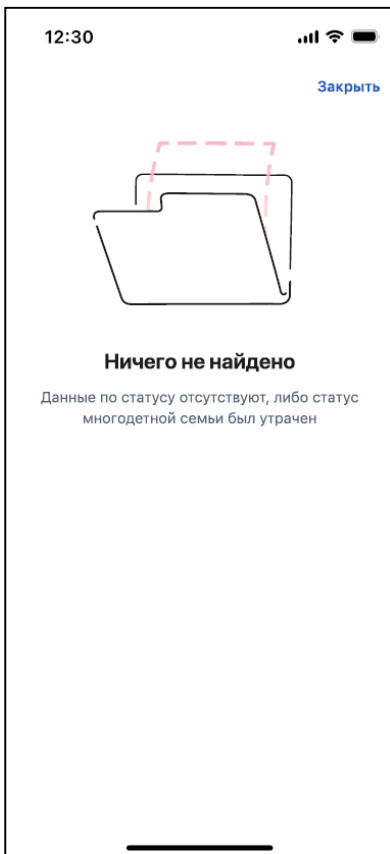 12:30
Закрыть
Ничего не найдено
Данные по статусу отсутствуют, либо статус
многодетной семьи был утрачен